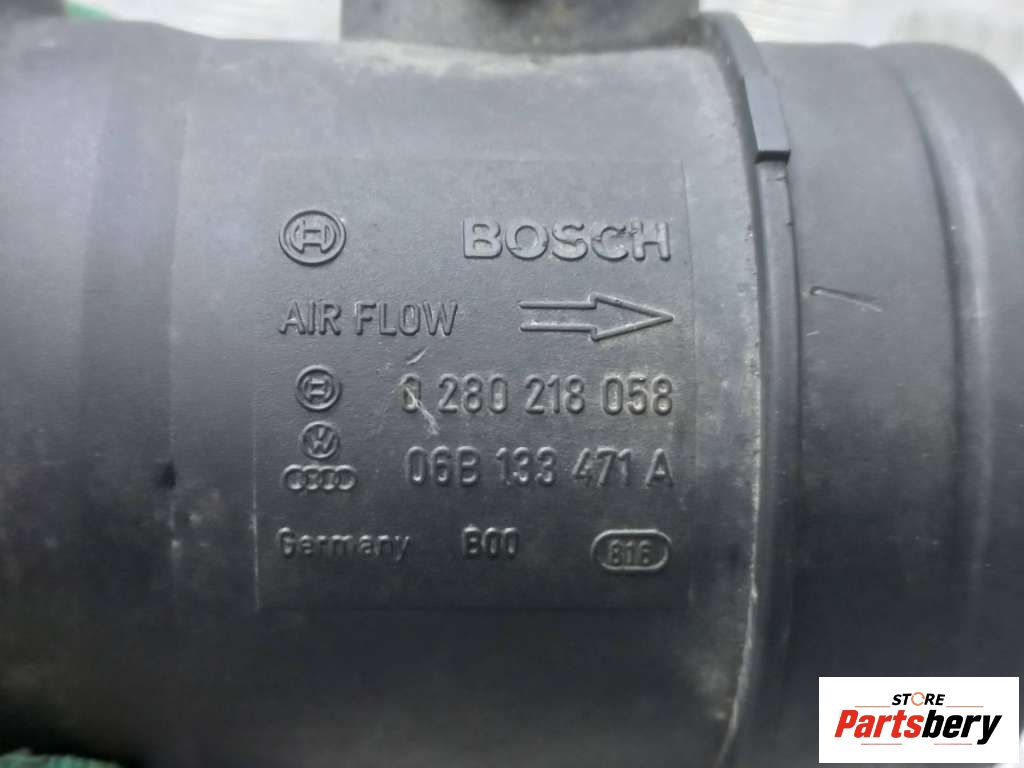 BOSCH
AIR FLOW
0 280 218 058
06B 133 471 A
Germany B00 816
STORE
Partsbery